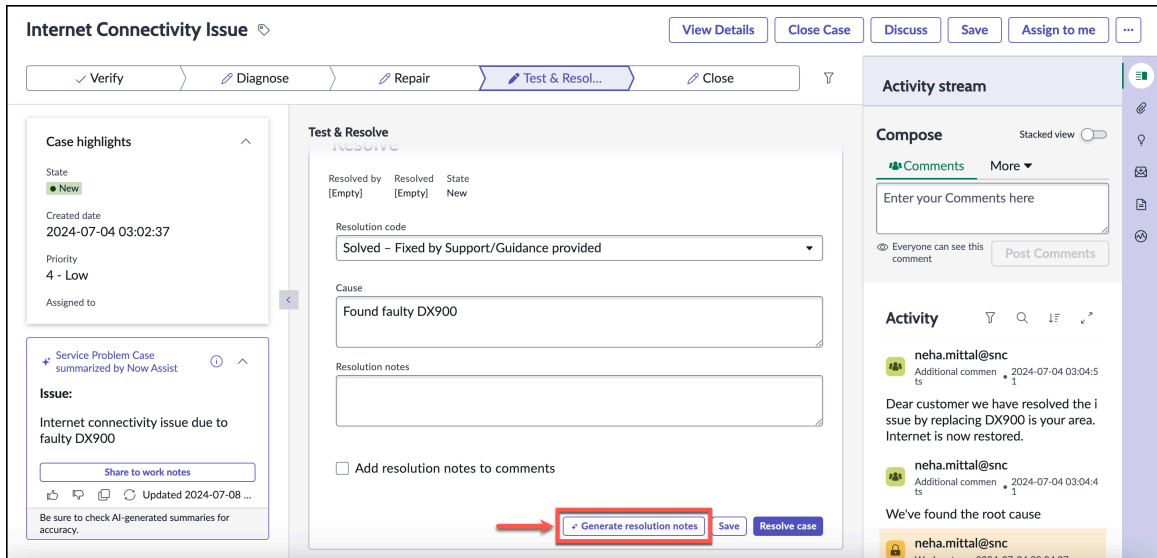 Internet Connectivity Issue
View Details
Close Case
Discuss
Save
Assign to me
Verify
Diagnose
Repair
Test & Resol...
Close
Case highlights
State
New
Created date
2024-07-04 03:02:37
Priority
4 - Low
Assigned to
Service Problem Case
summarized by Now Assist
Issue:
Internet connectivity issue due to
faulty DX900
Share to work notes
Updated 2024-07-08 ...
Be sure to check AI-generated summaries for
accuracy.
Test & Resolve
Resolve
Resolved by Resolved State
[Empty] [Empty] New
Resolution code
Solved – Fixed by Support/Guidance provided
Cause
Found faulty DX900
Resolution notes
Add resolution notes to comments
Generate resolution notes
Save
Resolve case
Activity stream
Compose
Stacked view
Comments
More
Enter your Comments here
Everyone can see this
comment
Post Comments
Activity
neha.mittal@snc
Additional commen • 2024-07-04 03:04:5
ts 1
Dear customer we have resolved the i
ssue by replacing DX900 is your area.
Internet is now restored.
neha.mittal@snc
Additional commen • 2024-07-04 03:04:4
ts 1
We've found the root cause
neha.mittal@snc